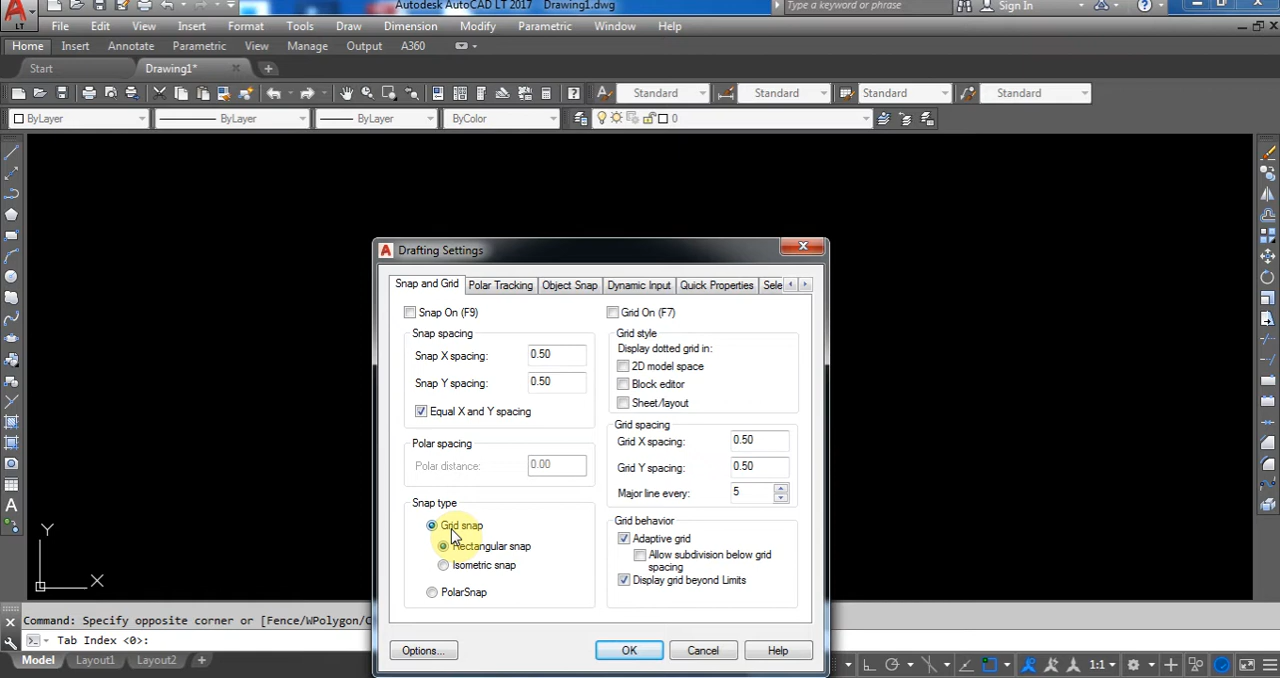 Autodesk AutoCAD LT 2017 Drawing1.dwg
Type a keyword or phrase
Sign In
LT
File Edit View Insert Format Tools Draw Dimension Modify Parametric Window Help
Home Insert Annotate Parametric View Manage Output A360
Start Drawing1*
Standard Standard Standard Standard
ByLayer ByLayer ByLayer ByColor 0
Drafting Settings
Snap and Grid Polar Tracking Object Snap Dynamic Input Quick Properties Sele
Snap On (F9)
Grid On (F7)
Snap spacing
Snap X spacing: 0.50
Snap Y spacing: 0.50
Equal X and Y spacing
Grid style
Display dotted grid in:
2D model space
Block editor
Sheet/layout
Polar spacing
Polar distance: 0.00
Grid spacing
Grid X spacing: 0.50
Grid Y spacing: 0.50
Major line every: 5
Snap type
Grid snap
Rectangular snap
Isometric snap
PolarSnap
Grid behavior
Adaptive grid
Allow subdivision below grid
spacing
Display grid beyond Limits
Options... OK Cancel Help
Y
X
Command: Specify opposite corner or [Fence/WPolygon/C
Tab Index <0>:
Model Layout1 Layout2 +
1:1